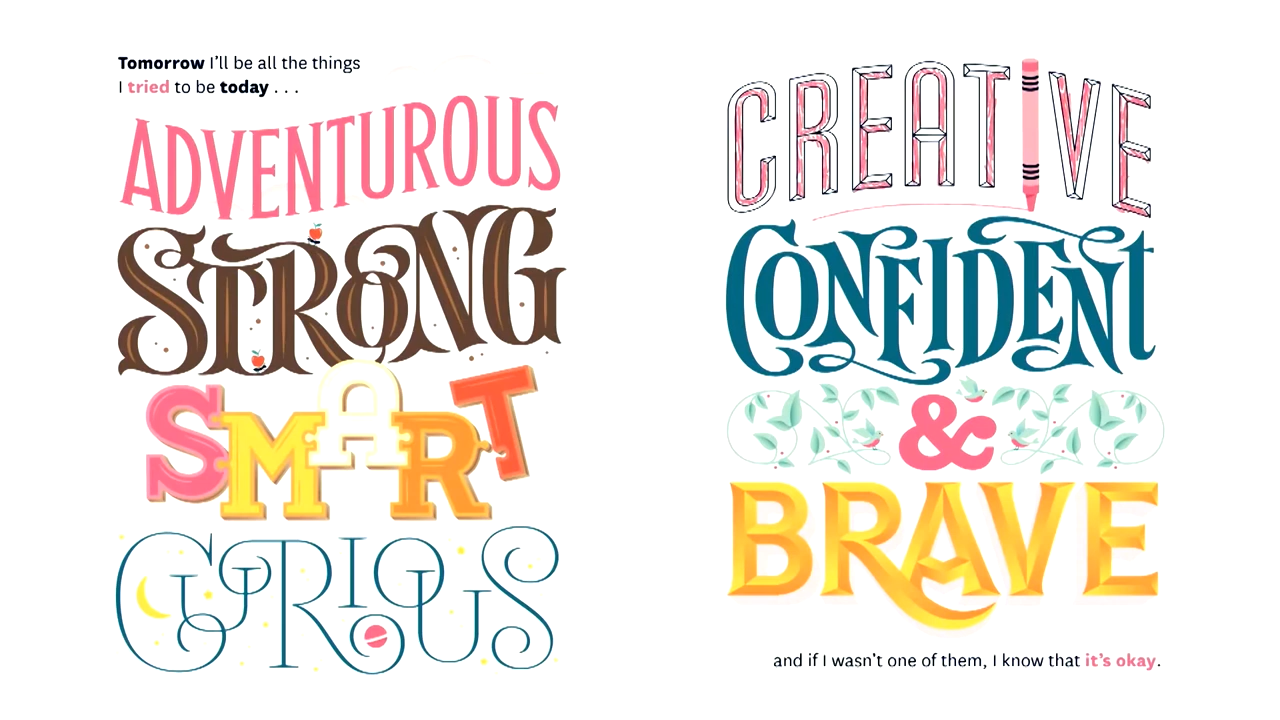 Tomorrow I'll be all the things
I tried to be today . . .
ADVENTUROUS
STRONG
SMART
CURIOUS
CREATIVE
CONFIDENt
&
BRAVE
and if I wasn't one of them, I know that it's okay.